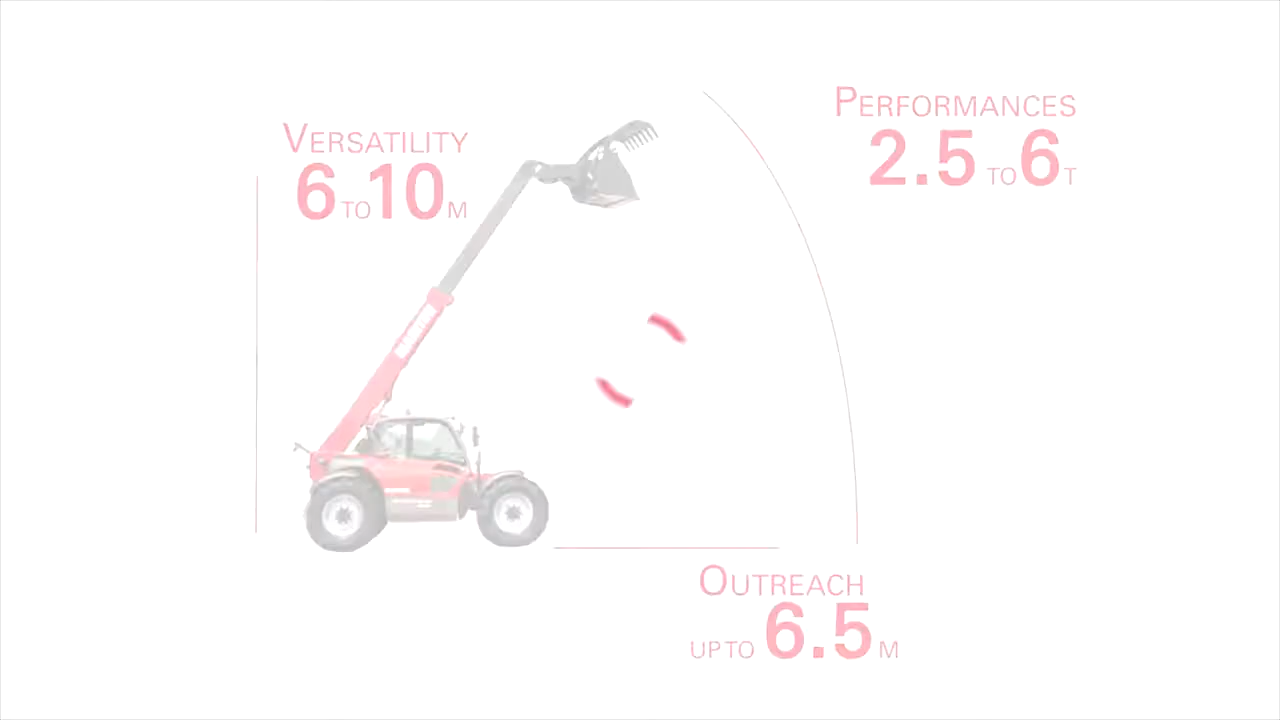 VERSATILITY
6 TO 10 M
PERFORMANCES
2.5 TO 6 T
OUTREACH
UP TO 6.5 M